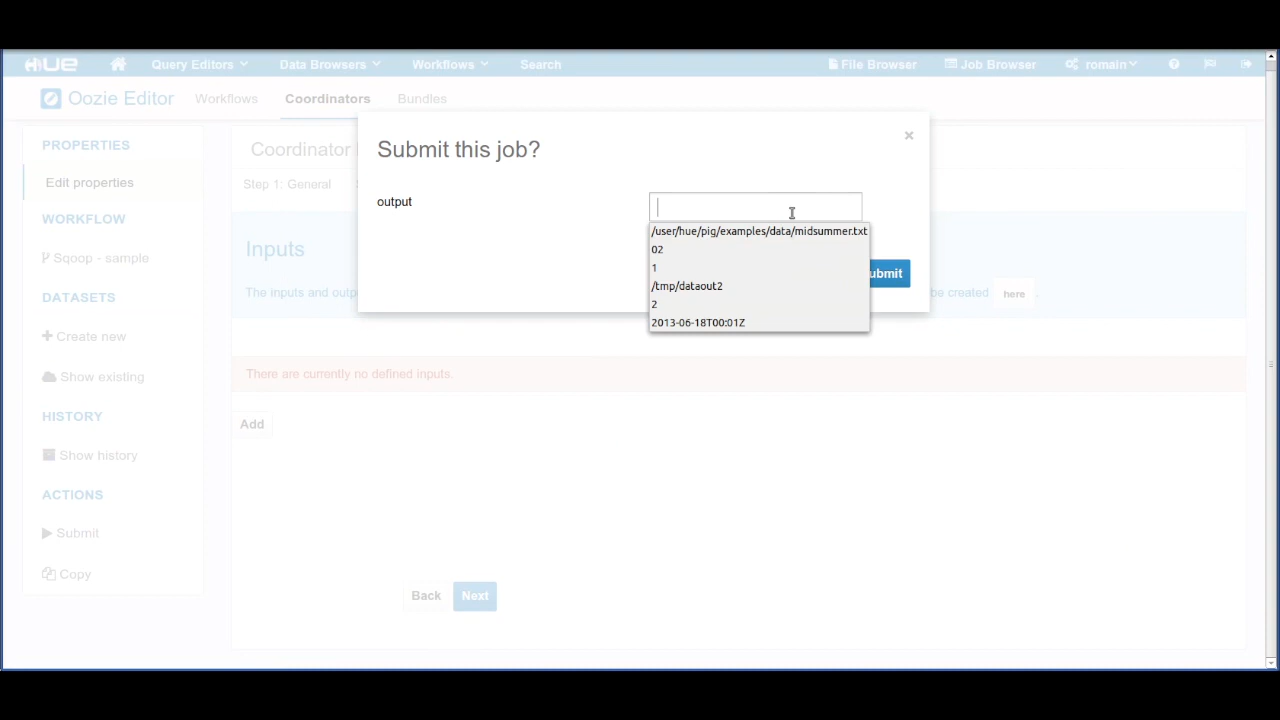 HUE
Query Editors
Data Browsers
Workflows
Search
File Browser
Job Browser
romain
Oozie Editor
Workflows
Coordinators
Bundles
PROPERTIES
Edit properties
WORKFLOW
Sqoop - sample
DATASETS
Create new
Show existing
HISTORY
Show history
ACTIONS
Submit
Copy
Coordinator
Step 1: General
Inputs
The inputs and
be created here .
There are currently no defined inputs.
Add
Back
Next
Submit this job?
×
output
/user/hue/pig/examples/data/midsummer.txt
02
1
/tmp/dataout2
2
2013-06-18T00:01Z
ubmit